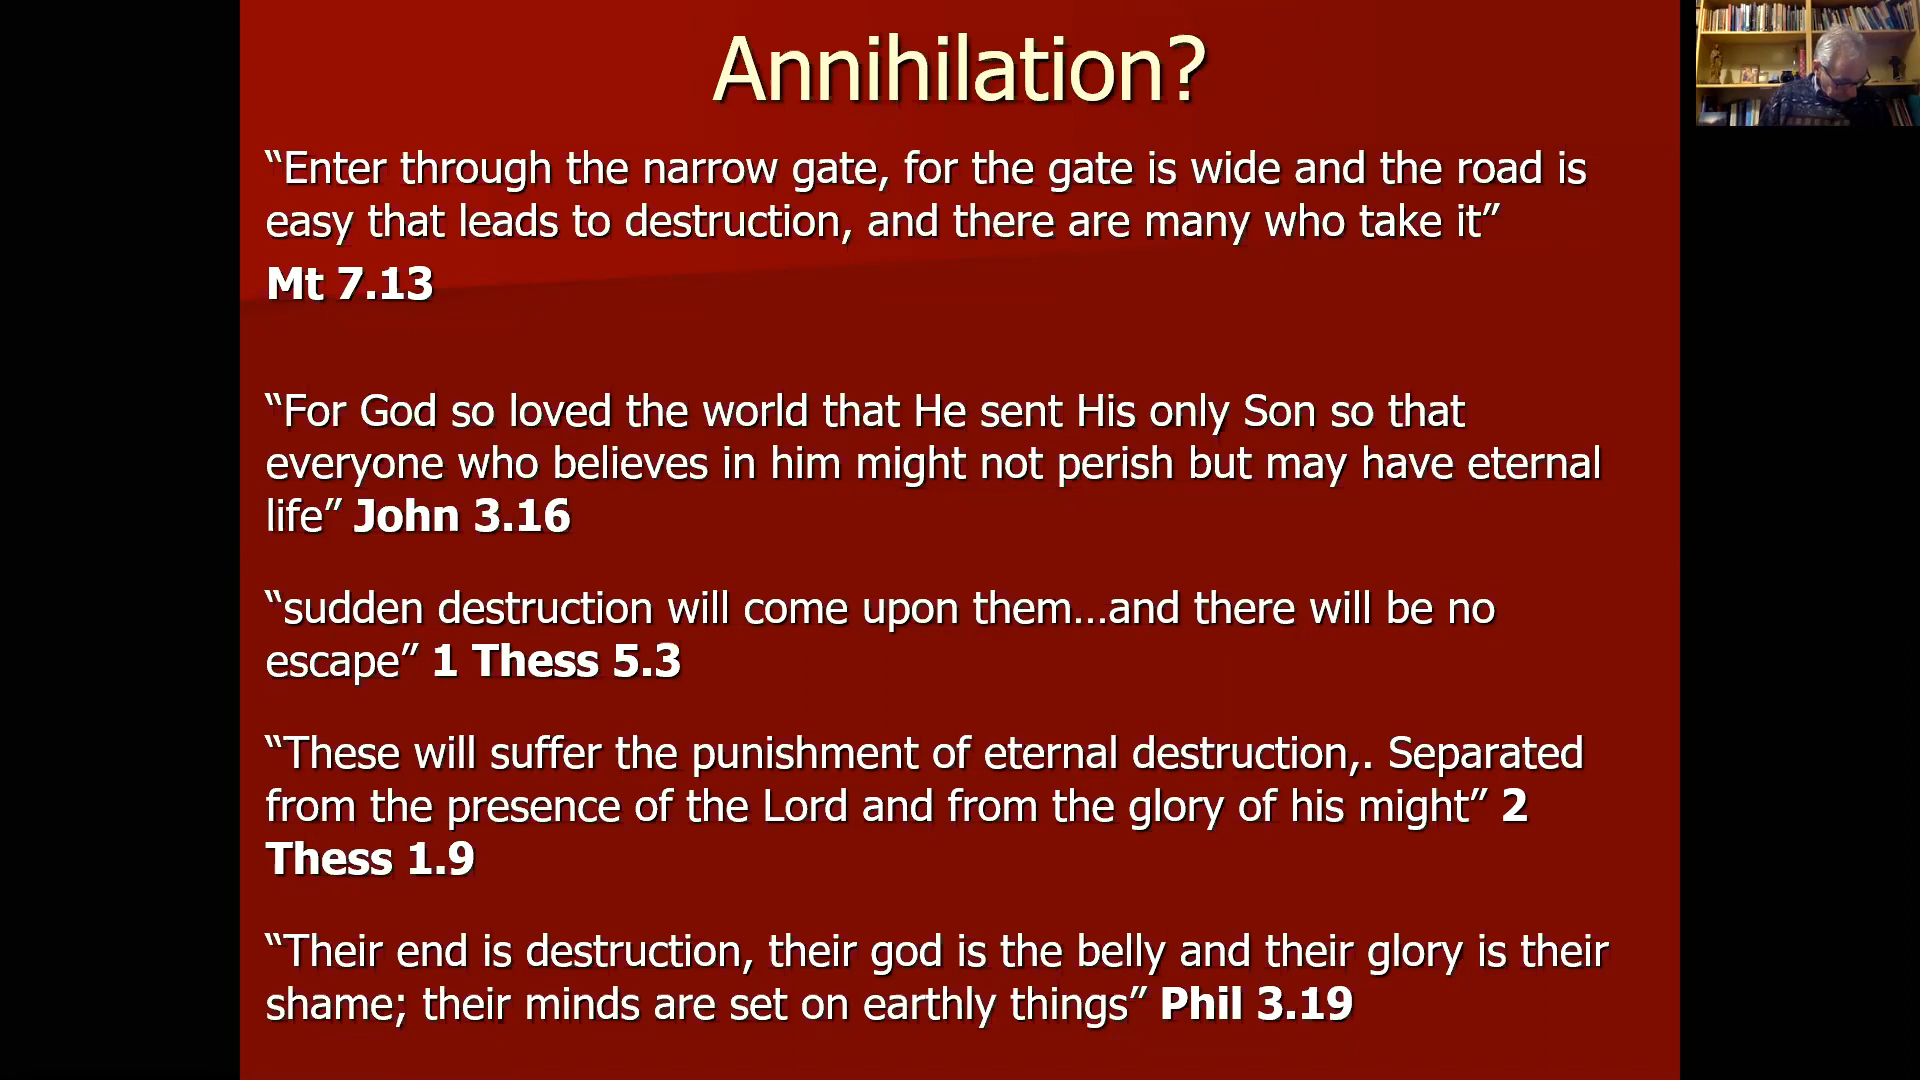 Annihilation?
“Enter through the narrow gate, for the gate is wide and the road is
easy that leads to destruction, and there are many who take it”
Mt 7.13
“For God so loved the world that He sent His only Son so that
everyone who believes in him might not perish but may have eternal
life” John 3.16
“sudden destruction will come upon them…and there will be no
escape” 1 Thess 5.3
“These will suffer the punishment of eternal destruction,. Separated
from the presence of the Lord and from the glory of his might” 2
Thess 1.9
“Their end is destruction, their god is the belly and their glory is their
shame; their minds are set on earthly things” Phil 3.19